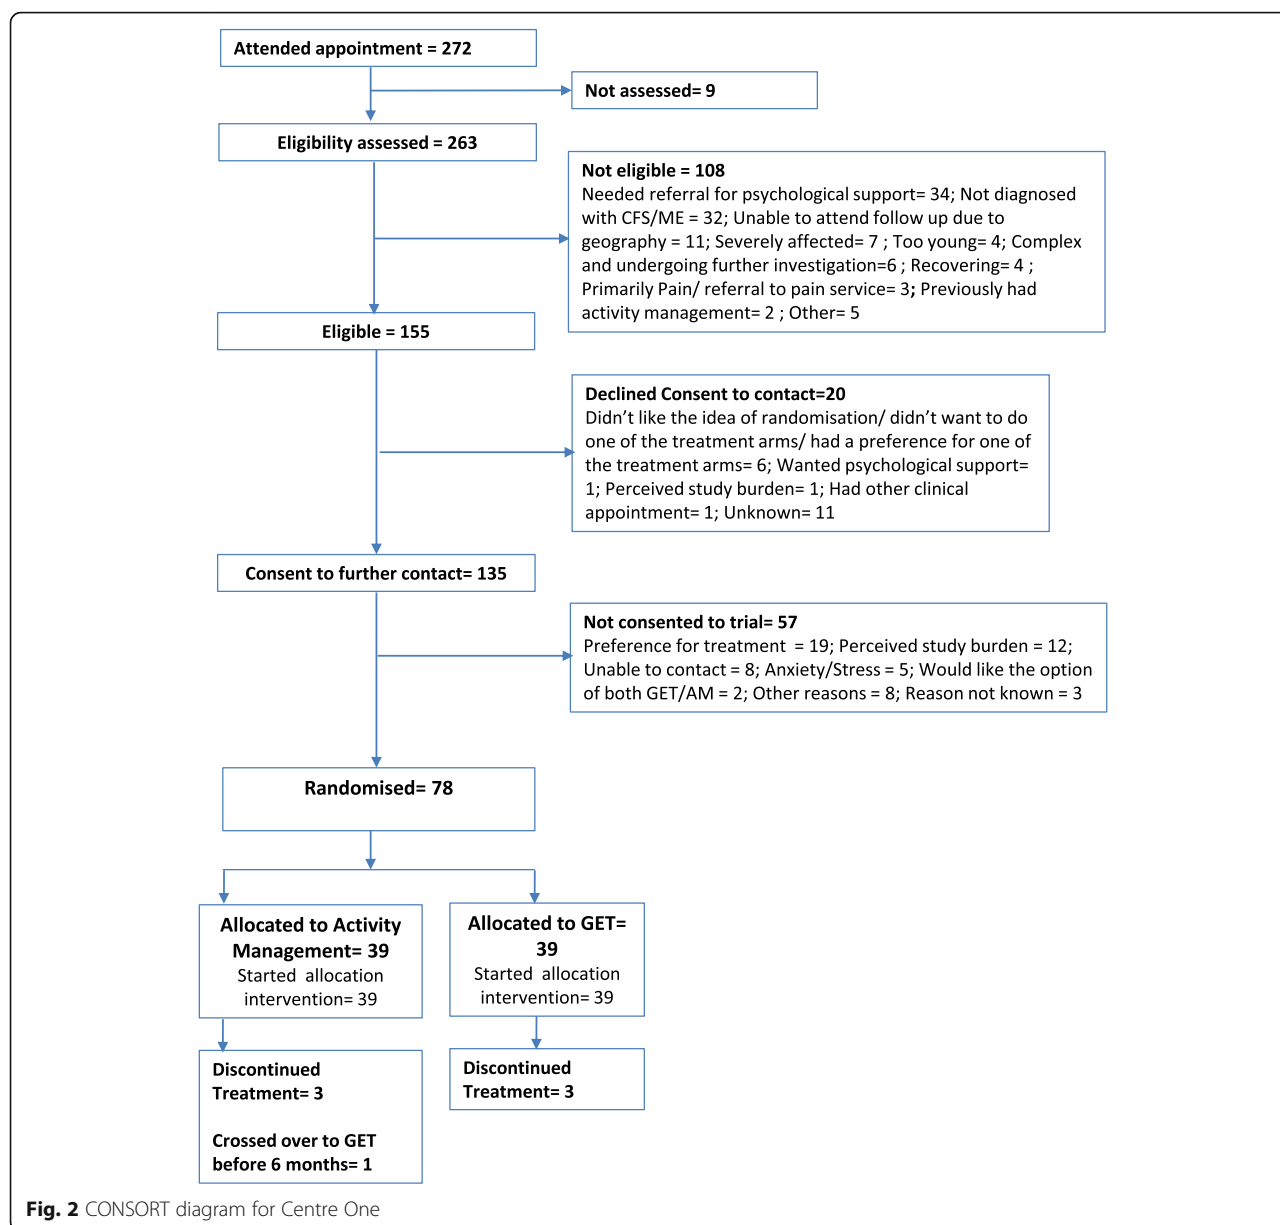 Attended appointment = 272
Not assessed= 9
Eligibility assessed = 263
Not eligible = 108
Needed referral for psychological support= 34; Not diagnosed
with CFS/ME = 32; Unable to attend follow up due to
geography = 11; Severely affected= 7 ; Too young= 4; Complex
and undergoing further investigation=6 ; Recovering= 4 ;
Primarily Pain/ referral to pain service= 3; Previously had
activity management= 2 ; Other= 5
Eligible = 155
Declined Consent to contact=20
Didn’t like the idea of randomisation/ didn’t want to do
one of the treatment arms/ had a preference for one of
the treatment arms= 6; Wanted psychological support=
1; Perceived study burden= 1; Had other clinical
appointment= 1; Unknown= 11
Consent to further contact= 135
Not consented to trial= 57
Preference for treatment = 19; Perceived study burden = 12;
Unable to contact = 8; Anxiety/Stress = 5; Would like the option
of both GET/AM = 2; Other reasons = 8; Reason not known = 3
Randomised= 78
Allocated to Activity
Management= 39
Started allocation
intervention= 39
Allocated to GET=
39
Started allocation
intervention= 39
Discontinued
Treatment= 3
Crossed over to GET
before 6 months= 1
Discontinued
Treatment= 3
Fig. 2 CONSORT diagram for Centre One